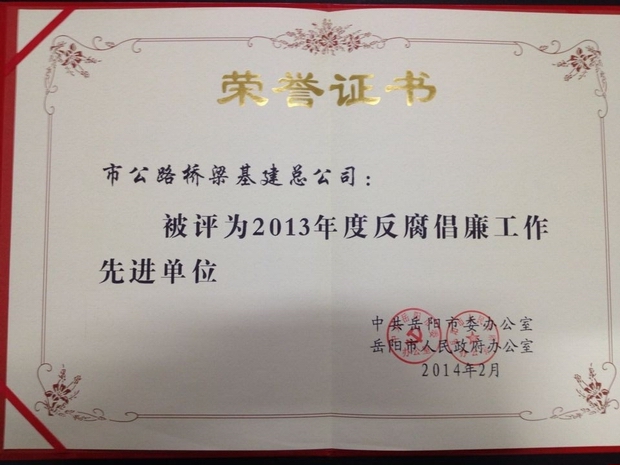 荣誉证书
市公路桥梁基建总公司：
被评为2013年度反腐倡廉工作
先进单位
中共岳阳市委办公室
岳阳市人民政府办公室
2014年2月